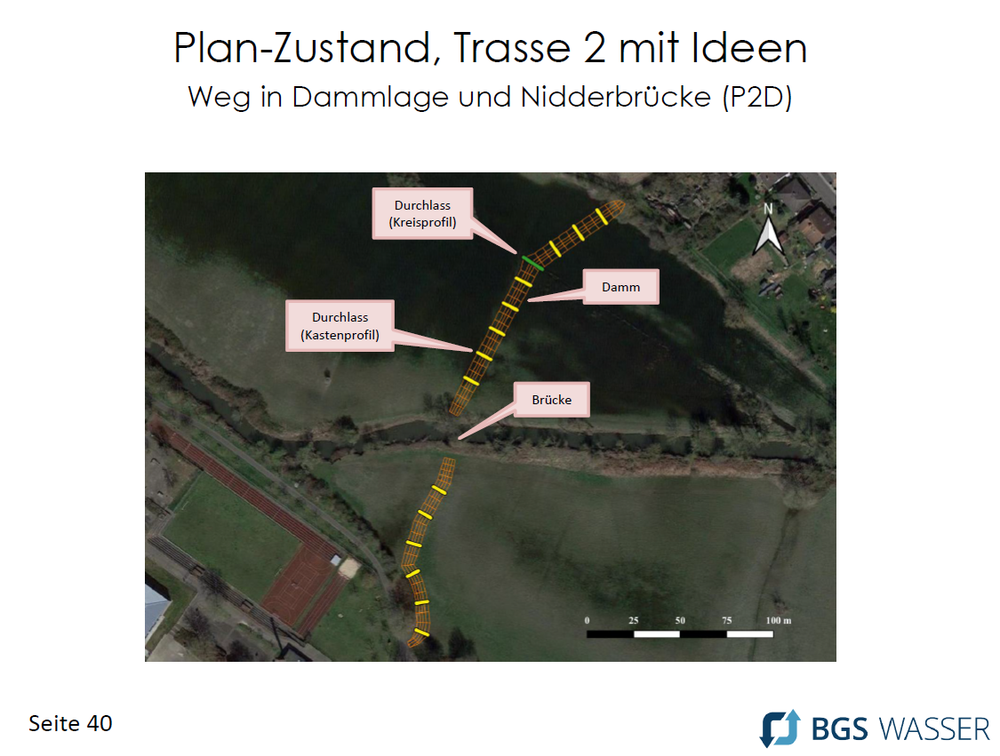 Plan-Zustand, Trasse 2 mit Ideen
Weg in Dammlage und Nidderbrücke (P2D)
Durchlass
(Kreisprofil)
N
Damm
Durchlass
(Kastenprofil)
Brücke
0 25 50 75 100 m
Seite 40
BGS WASSER